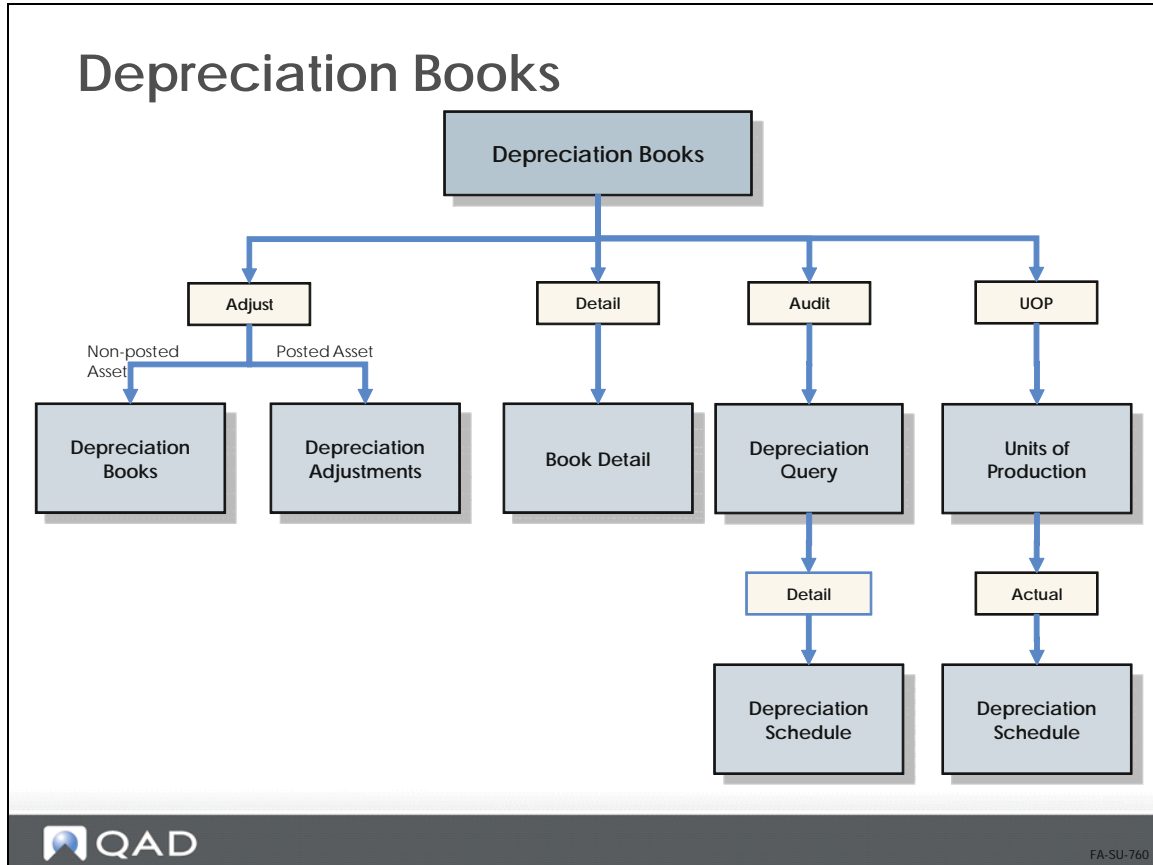 Depreciation Books
Depreciation Books
Adjust
Detail
Audit
UOP
Non-posted
Asset
Posted Asset
Depreciation
Books
Depreciation
Adjustments
Book Detail
Depreciation
Query
Units of
Production
Detail
Actual
Depreciation
Schedule
Depreciation
Schedule
QAD
FA-SU-760